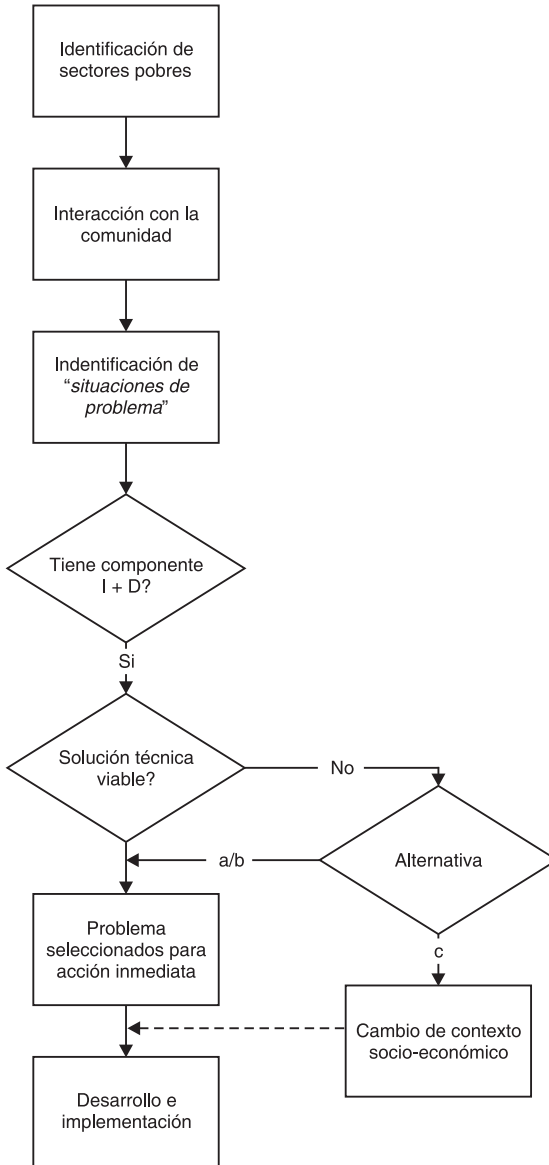 Identificación de
sectores pobres
Interacción con la
comunidad
Indentificación de
“situaciones de
problema”
Tiene componente
I + D?
Si
Solución técnica
viable?
No
Alternativa
a/b
c
Problema
seleccionados para
acción inmediata
Cambio de contexto
socio-económico
Desarrollo e
implementación